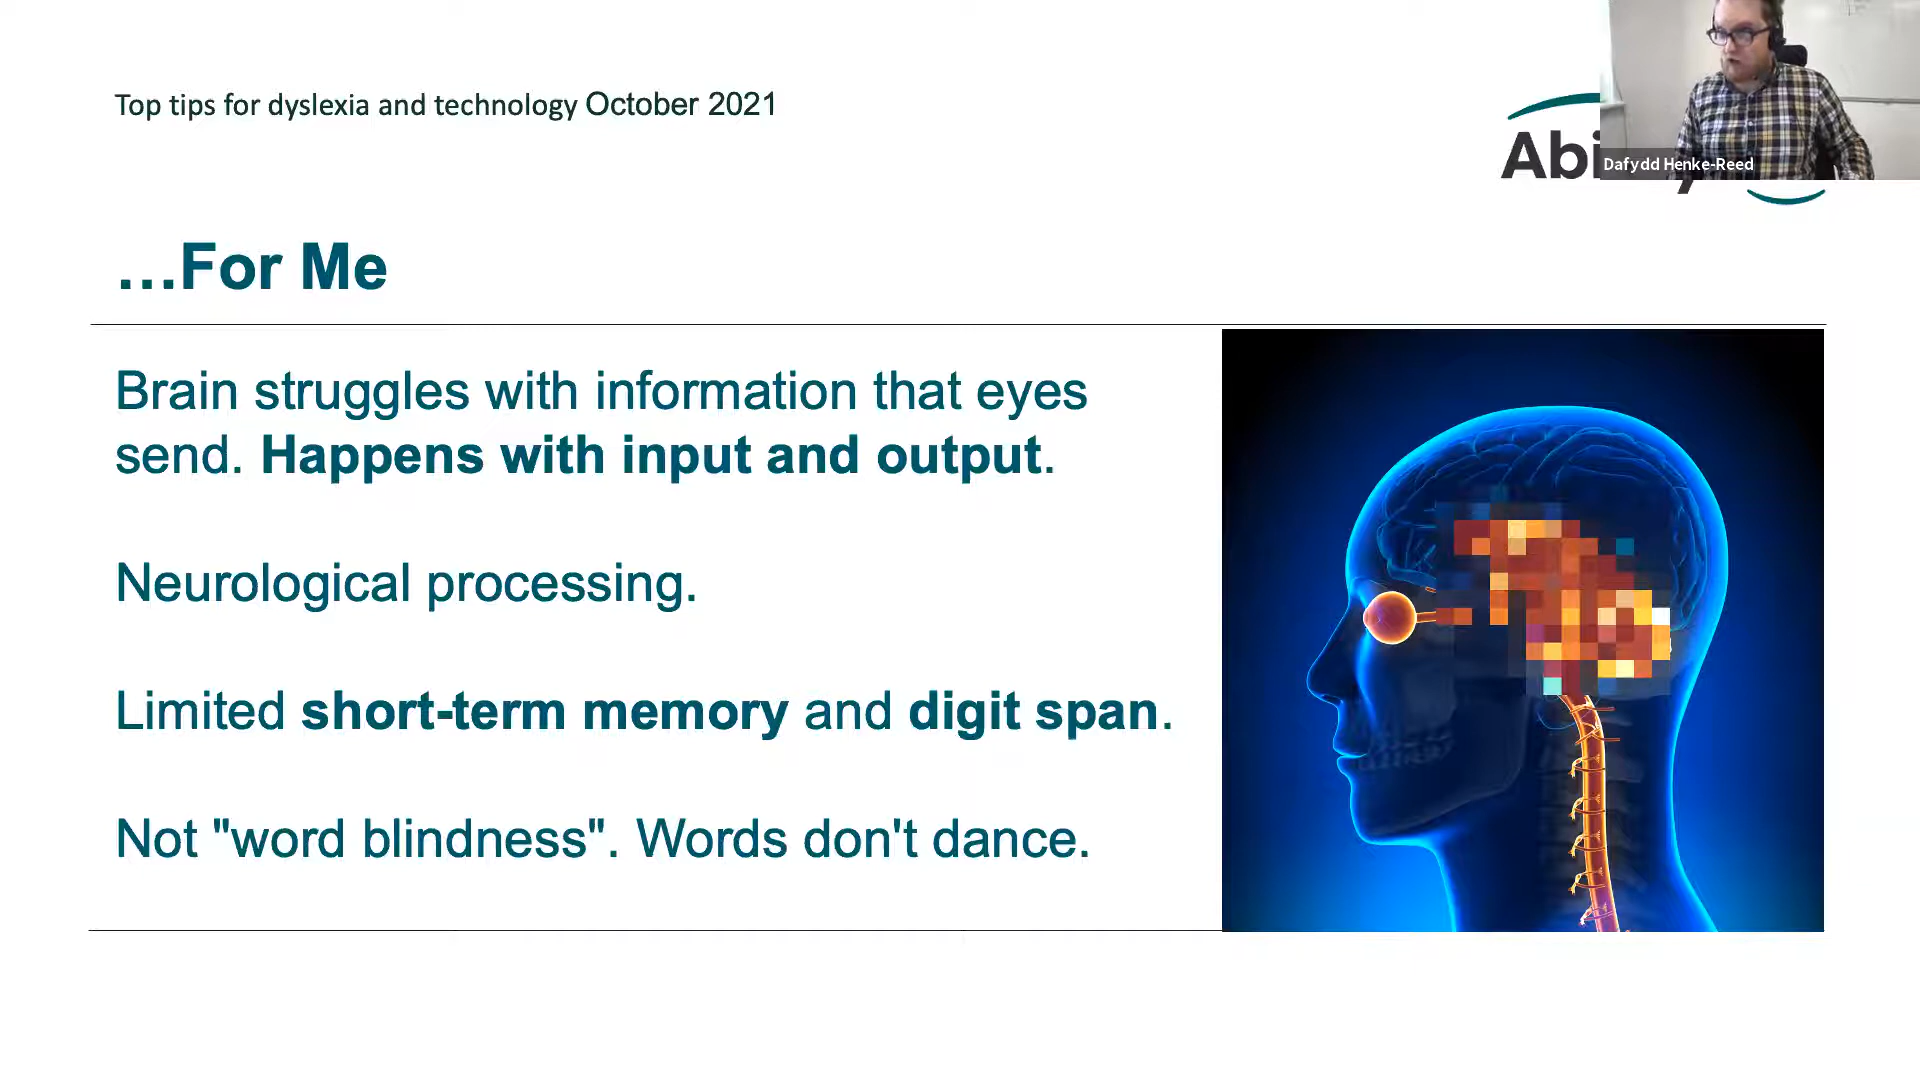 Top tips for dyslexia and technology October 2021
Dafydd Henke-Reed
…For Me
Brain struggles with information that eyes
send. Happens with input and output.
Neurological processing.
Limited short-term memory and digit span.
Not "word blindness". Words don't dance.